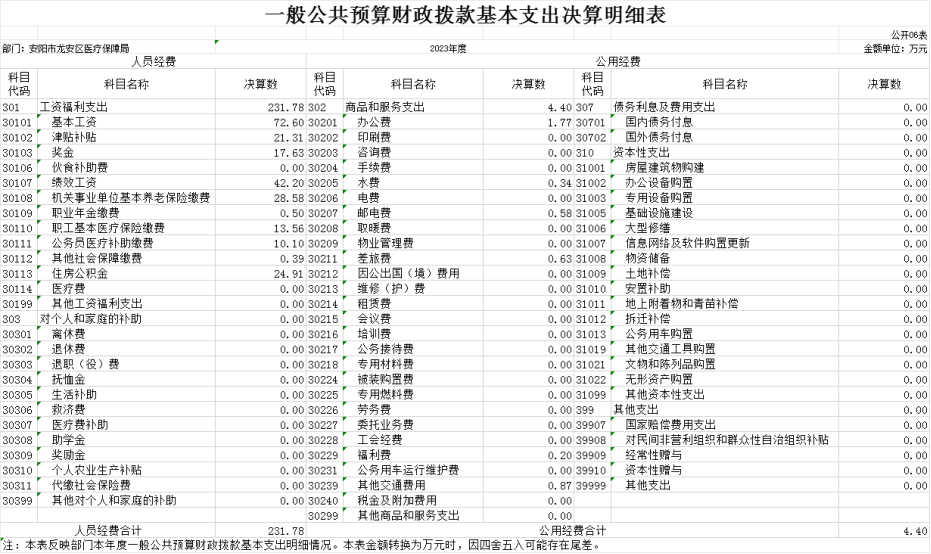 一般公共预算财政拨款基本支出决算明细表
公开06表
部门：安阳市龙安区医疗保障局 2023年度 金额单位：万元
人员经费 公用经费
科目代码 科目名称 决算数 科目代码 科目名称 决算数 科目代码 科目名称 决算数
301 工资福利支出 231.78 302 商品和服务支出 4.40 307 债务利息及费用支出 0.00
30101 基本工资 72.60 30201 办公费 1.77 30701 国内债务付息 0.00
30102 津贴补贴 21.31 30202 印刷费 0.00 30702 国外债务付息 0.00
30103 奖金 17.63 30203 咨询费 0.00 310 资本性支出 0.00
30106 伙食补助费 0.00 30204 手续费 0.00 31001 房屋建筑物购建 0.00
30107 绩效工资 42.20 30205 水费 0.34 31002 办公设备购置 0.00
30108 机关事业单位基本养老保险缴费 28.58 30206 电费 0.00 31003 专用设备购置 0.00
30109 职业年金缴费 0.50 30207 邮电费 0.58 31005 基础设施建设 0.00
30110 职工基本医疗保险缴费 13.56 30208 取暖费 0.00 31006 大型修缮 0.00
30111 公务员医疗补助缴费 10.10 30209 物业管理费 0.00 31007 信息网络及软件购置更新 0.00
30112 其他社会保障缴费 0.39 30211 差旅费 0.63 31008 物资储备 0.00
30113 住房公积金 24.91 30212 因公出国（境）费用 0.00 31009 土地补偿 0.00
30114 医疗费 0.00 30213 维修（护）费 0.00 31010 安置补助 0.00
30199 其他工资福利支出 0.00 30214 租赁费 0.00 31011 地上附着物和青苗补偿 0.00
303 对个人和家庭的补助 0.00 30215 会议费 0.00 31012 拆迁补偿 0.00
30301 离休费 0.00 30216 培训费 0.00 31013 公务用车购置 0.00
30302 退休费 0.00 30217 公务接待费 0.00 31019 其他交通工具购置 0.00
30303 退职（役）费 0.00 30218 专用材料费 0.00 31021 文物和陈列品购置 0.00
30304 抚恤金 0.00 30224 被装购置费 0.00 31022 无形资产购置 0.00
30305 生活补助 0.00 30225 专用燃料费 0.00 31099 其他资本性支出 0.00
30306 救济费 0.00 30226 劳务费 0.00 399 其他支出 0.00
30307 医疗费补助 0.00 30227 委托业务费 0.00 39907 国家赔偿费用支出 0.00
30308 助学金 0.00 30228 工会经费 0.00 39908 对民间非营利组织和群众性自治组织补贴 0.00
30309 奖励金 0.00 30229 福利费 0.20 39909 经常性赠与 0.00
30310 个人农业生产补贴 0.00 30231 公务用车运行维护费 0.00 39910 资本性赠与 0.00
30311 代缴社会保险费 0.00 30239 其他交通费用 0.87 39999 其他支出 0.00
30399 其他对个人和家庭的补助 0.00 30240 税金及附加费用 0.00
30299 其他商品和服务支出 0.00
人员经费合计 231.78 公用经费合计 4.40
注：本表反映部门本年度一般公共预算财政拨款基本支出明细情况。本表金额转换为万元时，因四舍五入可能存在尾差。